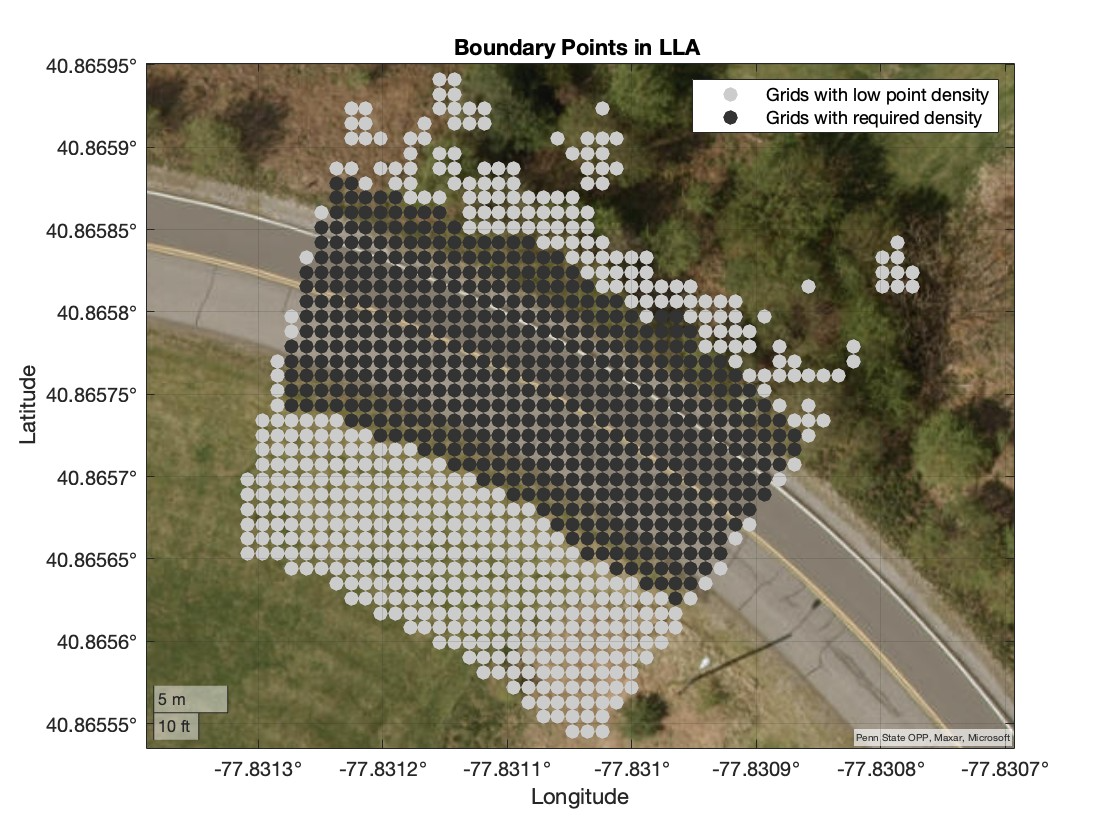 Boundary Points in LLA
40.86595°
40.8659°
40.86585°
40.8658°
40.86575°
40.8657°
40.86565°
40.8656°
40.86555°
Latitude
Grids with low point density
Grids with required density
5 m
10 ft
Penn State OPP, Maxar, Microsoft
-77.8313°
-77.8312°
-77.8311°
-77.831°
-77.8309°
-77.8308°
-77.8307°
Longitude